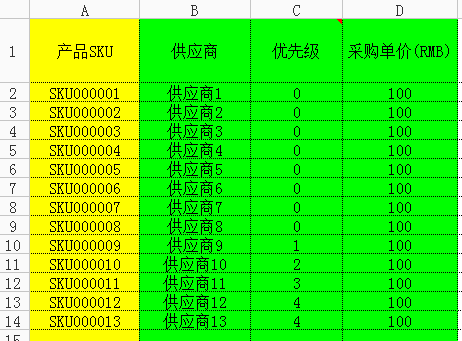 A B C D
1 产品SKU 供应商 优先级 采购单价(RMB)
2 SKU000001 供应商1 0 100
3 SKU000002 供应商2 0 100
4 SKU000003 供应商3 0 100
5 SKU000004 供应商4 0 100
6 SKU000005 供应商5 0 100
7 SKU000006 供应商6 0 100
8 SKU000007 供应商7 0 100
9 SKU000008 供应商8 0 100
10 SKU000009 供应商9 1 100
11 SKU000010 供应商10 2 100
12 SKU000011 供应商11 3 100
13 SKU000012 供应商12 4 100
14 SKU000013 供应商13 4 100